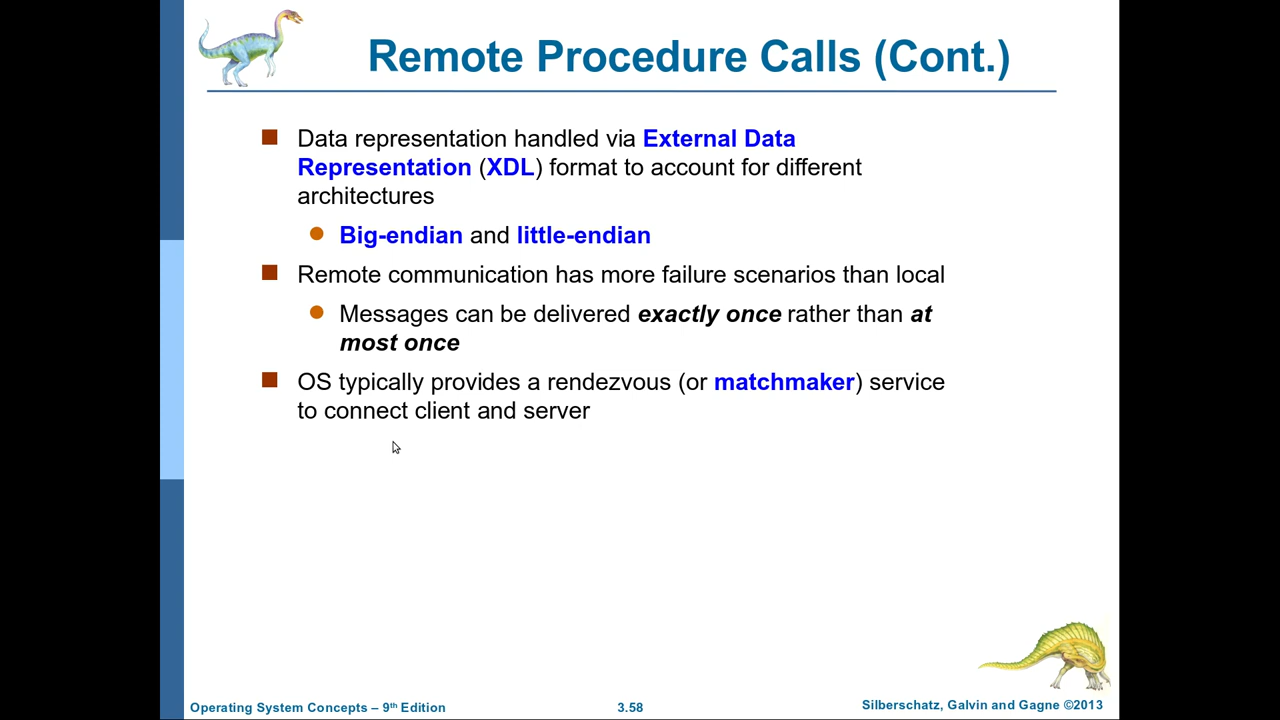 Remote Procedure Calls (Cont.)
Data representation handled via External Data
Representation (XDL) format to account for different
architectures
Big-endian and little-endian
Remote communication has more failure scenarios than local
Messages can be delivered exactly once rather than at
most once
OS typically provides a rendezvous (or matchmaker) service
to connect client and server
Operating System Concepts – 9th Edition
3.58
Silberschatz, Galvin and Gagne ©2013